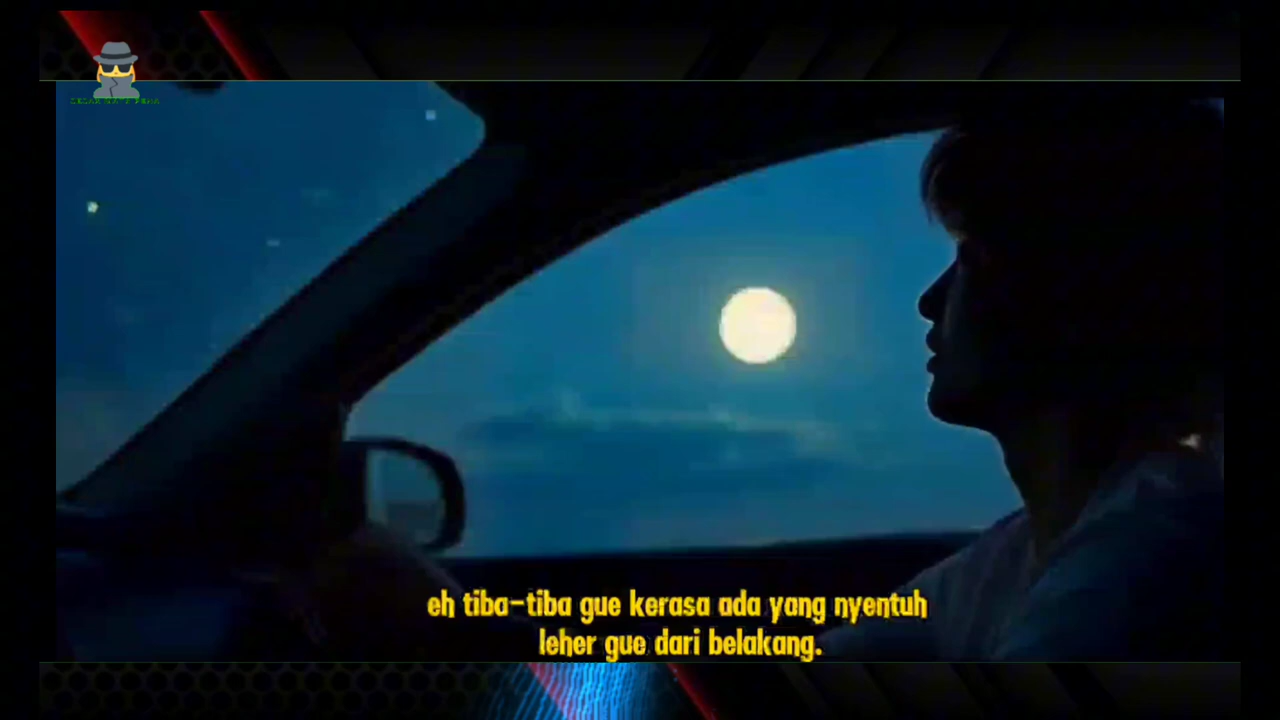 eh tiba-tiba gue kerasa ada yang nyentuh
leher gue dari belakang.